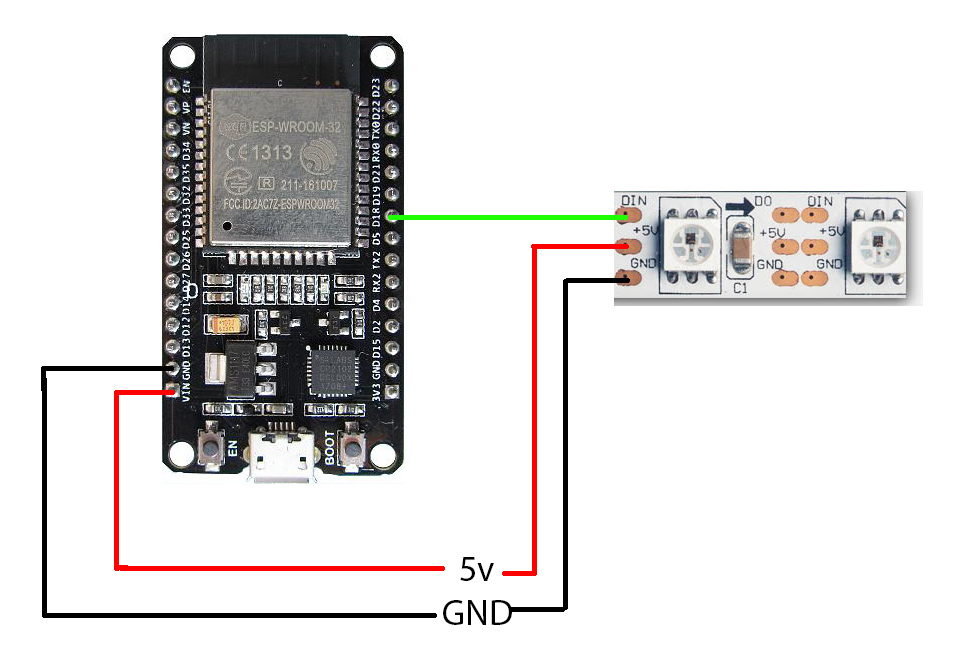 EN
VP
VN
D34
D35
D32
D33
D25
D26
D27
D14
D12
D13
GND
VIN
D23
D22
TX0
RX0
D21
D19
D18
D5
TX2
RX2
D4
D2
D15
GND
3V3
ESP-WROOM-32
CE1313
R 211-161007
FCC ID:2AC7Z-ESPWROOM32
EN
BOOT
DIN
DO
DIN
+5V
+5V
+5V
GND
GND
GND
C1
5v
GND